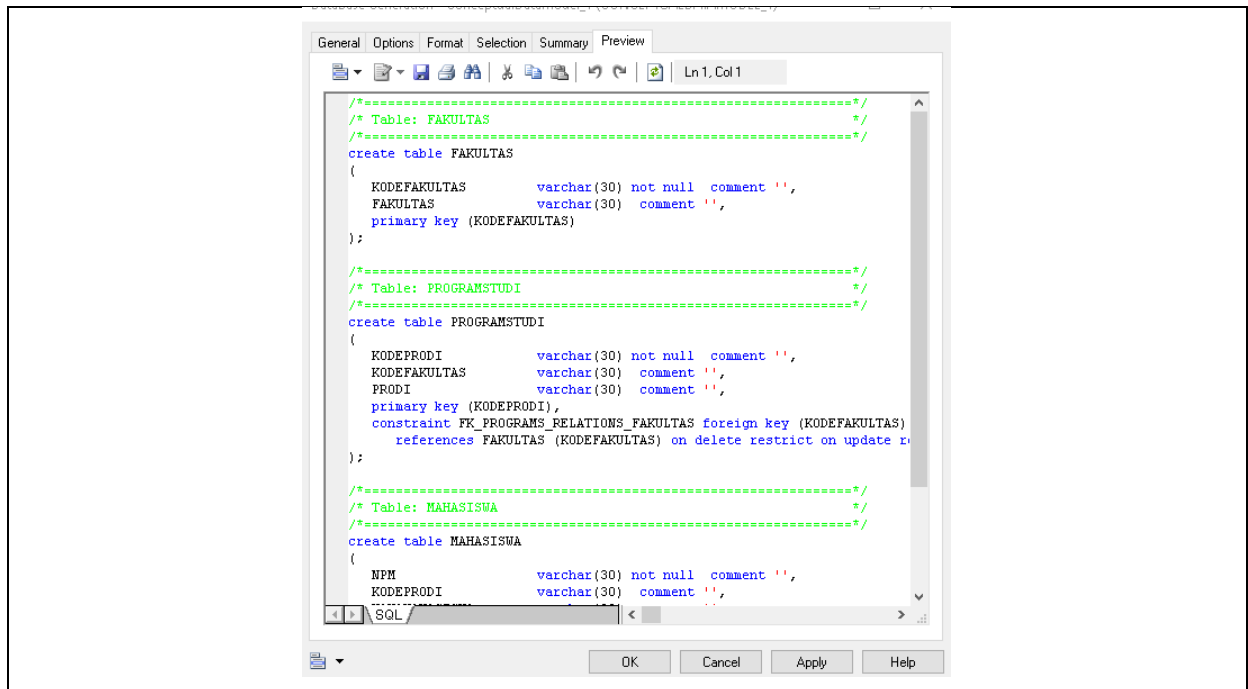 General Options Format Selection Summary Preview
Ln 1, Col 1
/*==============================================================*/
/* Table: FAKULTAS                                              */
/*==============================================================*/
create table FAKULTAS
(
   KODEFAKULTAS         varchar(30) not null  comment '',
   FAKULTAS             varchar(30)  comment '',
   primary key (KODEFAKULTAS)
);
/*==============================================================*/
/* Table: PROGRAMSTUDI                                          */
/*==============================================================*/
create table PROGRAMSTUDI
(
   KODEPRODI            varchar(30) not null  comment '',
   KODEFAKULTAS         varchar(30)  comment '',
   PRODI                varchar(30)  comment '',
   primary key (KODEPRODI),
   constraint FK_PROGRAMS_RELATIONS_FAKULTAS foreign key (KODEFAKULTAS)
      references FAKULTAS (KODEFAKULTAS) on delete restrict on update
);
/*==============================================================*/
/* Table: MAHASISWA                                             */
/*==============================================================*/
create table MAHASISWA
(
   NPM                  varchar(30) not null  comment '',
   KODEPRODI            varchar(30)  comment '',
SQL
OK Cancel Apply Help